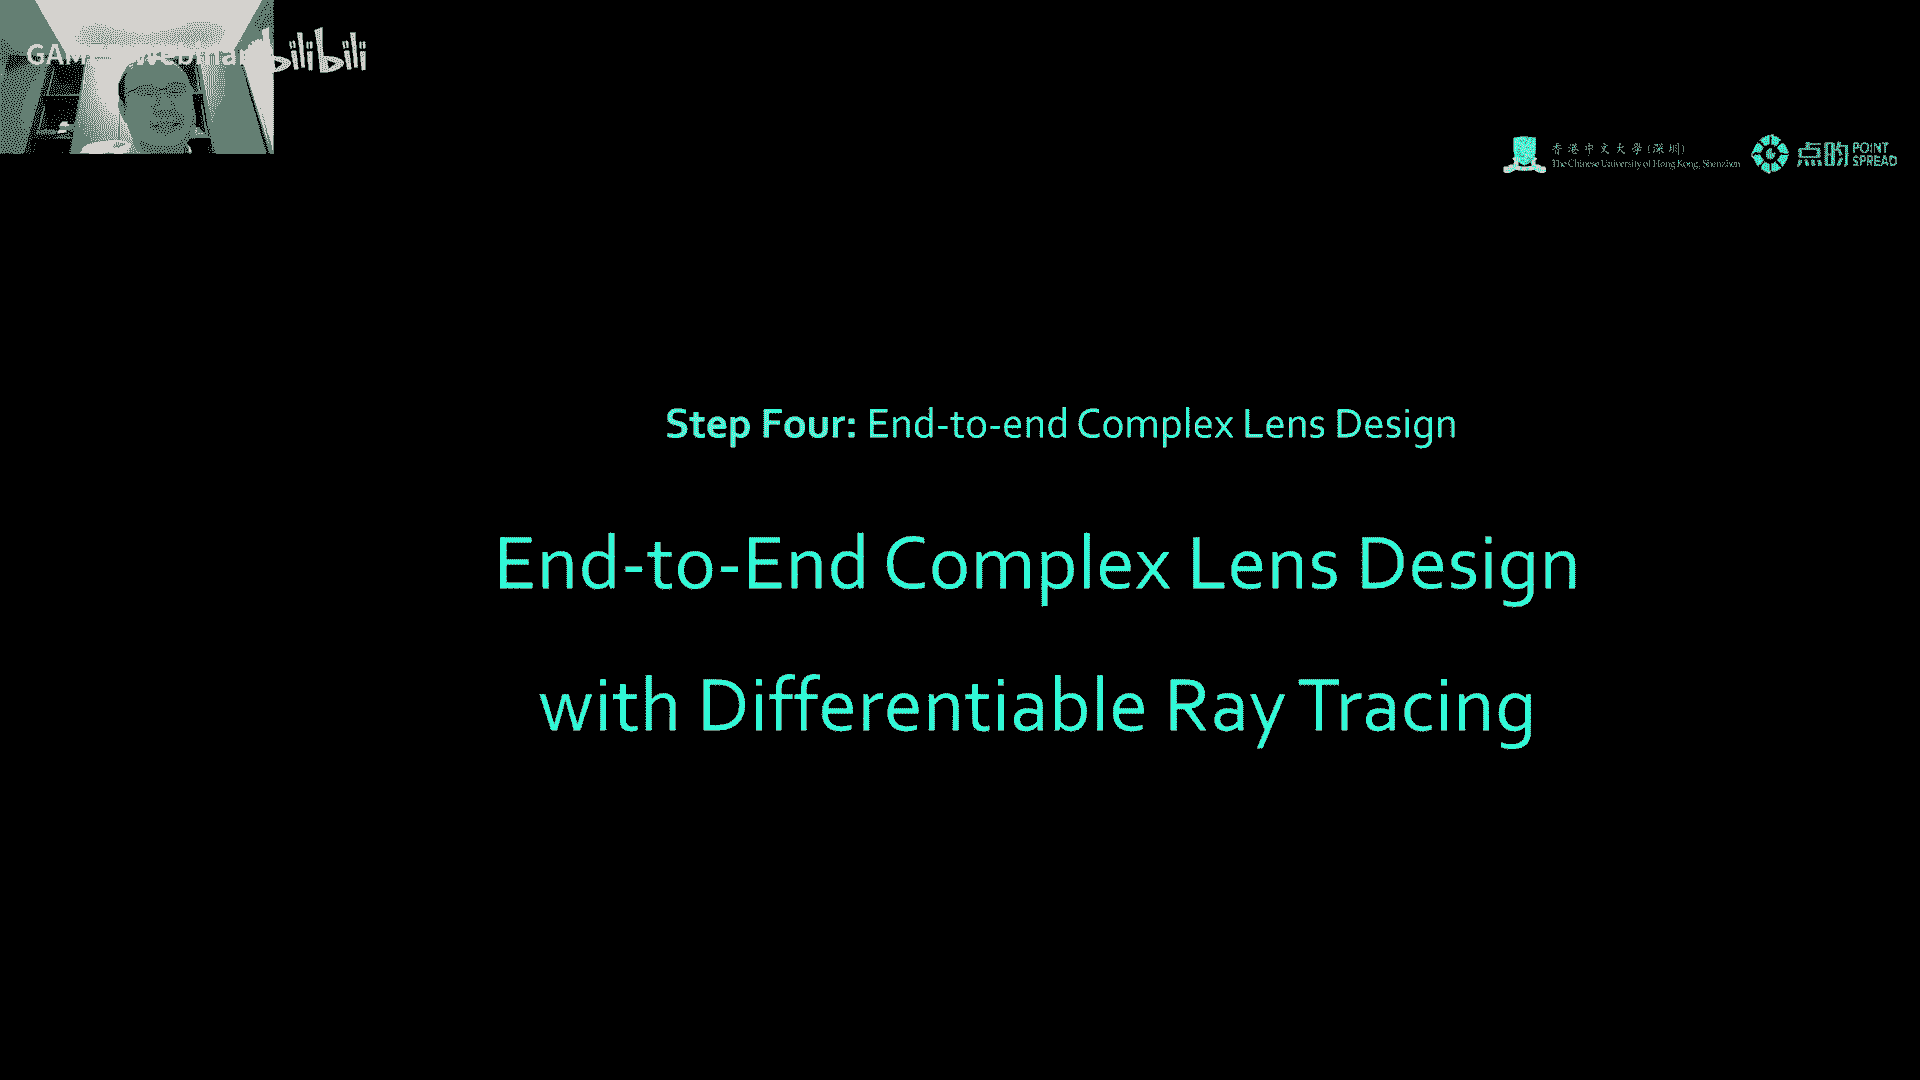 GAMES Webinar
bilibili
香港中文大學(深圳)
The Chinese University of Hong Kong, Shenzhen
点昀
POINT
SPREAD
Step Four: End-to-end Complex Lens Design
End-to-End Complex Lens Design
with Differentiable Ray Tracing